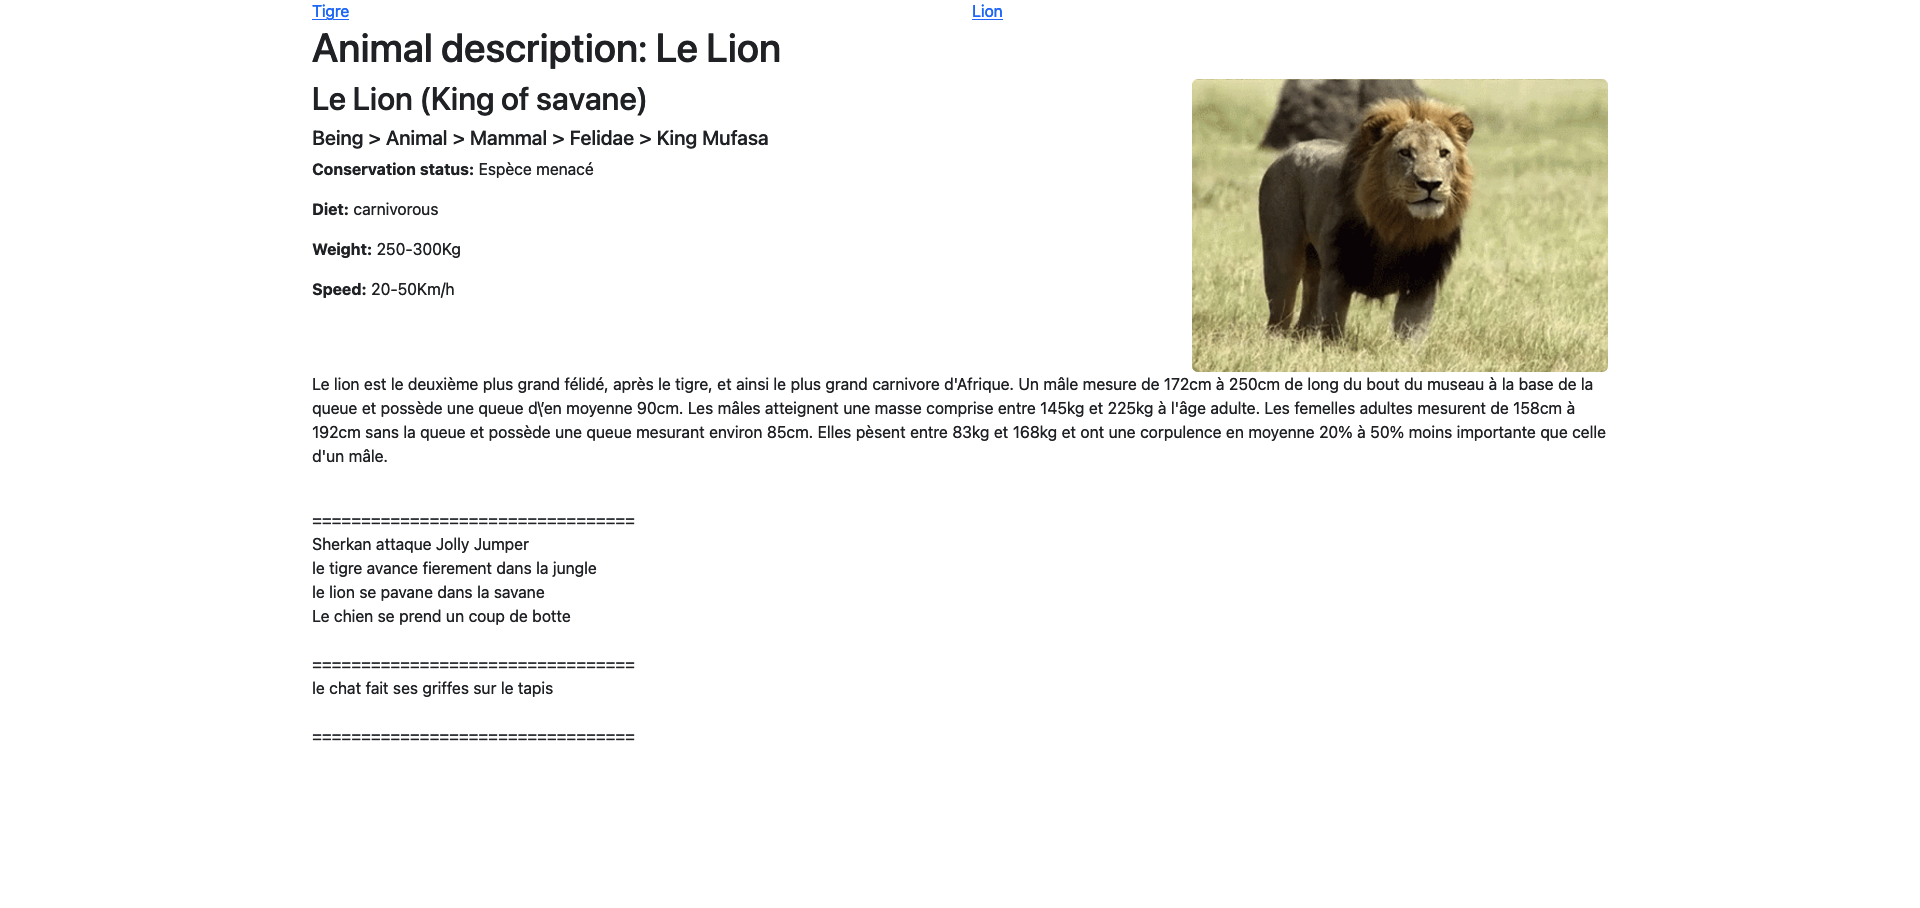 Tigre
Lion
Animal description: Le Lion
Le Lion (King of savane)
Being > Animal > Mammal > Felidae > King Mufasa
Conservation status: Espèce menacé
Diet: carnivorous
Weight: 250-300Kg
Speed: 20-50Km/h
Le lion est le deuxième plus grand félidé, après le tigre, et ainsi le plus grand carnivore d'Afrique. Un mâle mesure de 172cm à 250cm de long du bout du museau à la base de la
queue et possède une queue d\'en moyenne 90cm. Les mâles atteignent une masse comprise entre 145kg et 225kg à l'âge adulte. Les femelles adultes mesurent de 158cm à
192cm sans la queue et possède une queue mesurant environ 85cm. Elles pèsent entre 83kg et 168kg et ont une corpulence en moyenne 20% à 50% moins importante que celle
d'un mâle.
=================================
Sherkan attaque Jolly Jumper
le tigre avance fierement dans la jungle
le lion se pavane dans la savane
Le chien se prend un coup de botte
=================================
le chat fait ses griffes sur le tapis
=================================